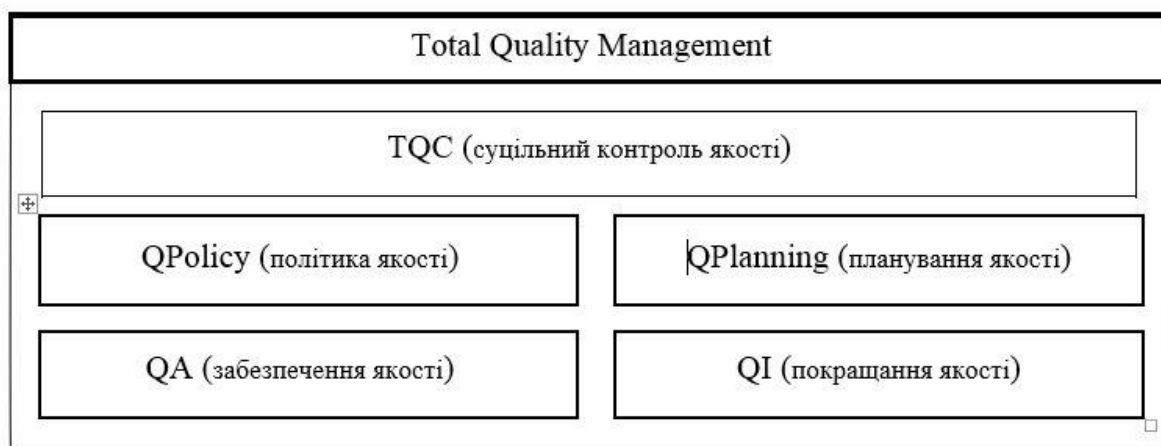 Total Quality Management
TQC (суцільний контроль якості)
QPolicy (політика якості)
QPlanning (планування якості)
QA (забезпечення якості)
QI (покращання якості)